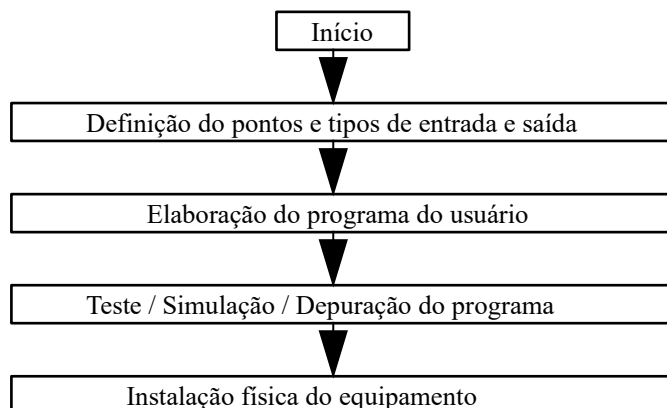 Início
Definição do pontos e tipos de entrada e saída
Elaboração do programa do usuário
Teste / Simulação / Depuração do programa
Instalação física do equipamento